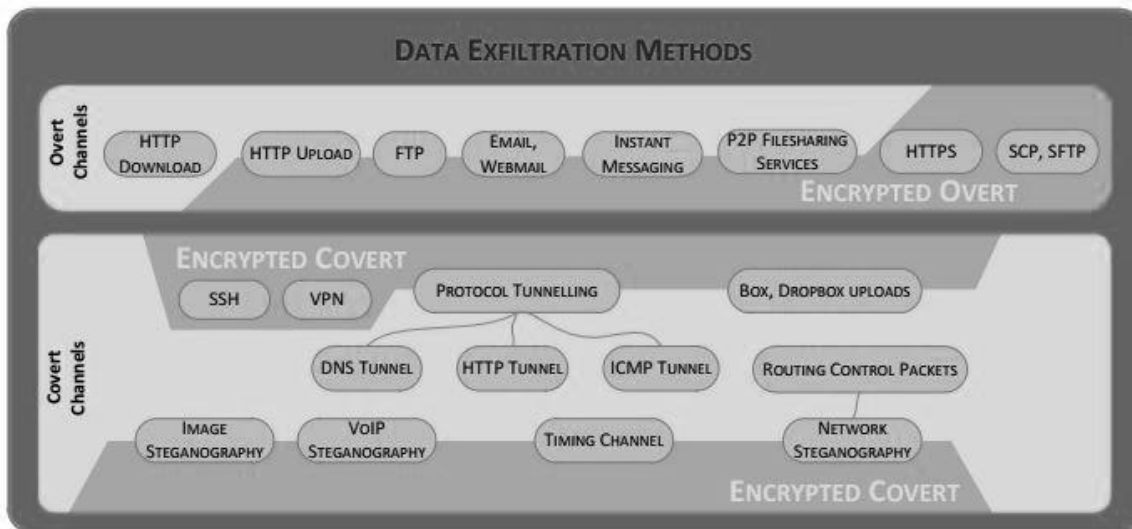 DATA EXFILTRATION METHODS
Overt
Channels
HTTP
DOWNLOAD
HTTP UPLOAD
FTP
EMAIL,
WEBMAIL
INSTANT
MESSAGING
P2P FILESHARING
SERVICES
HTTPS
SCP, SFTP
ENCRYPTED OVERT
Covert
Channels
ENCRYPTED COVERT
SSH
VPN
PROTOCOL TUNNELLING
BOX, DROPBOX UPLOADS
DNS TUNNEL
HTTP TUNNEL
ICMP TUNNEL
ROUTING CONTROL PACKETS
IMAGE
STEGANOGRAPHY
VOIP
STEGANOGRAPHY
TIMING CHANNEL
NETWORK
STEGANOGRAPHY
ENCRYPTED COVERT